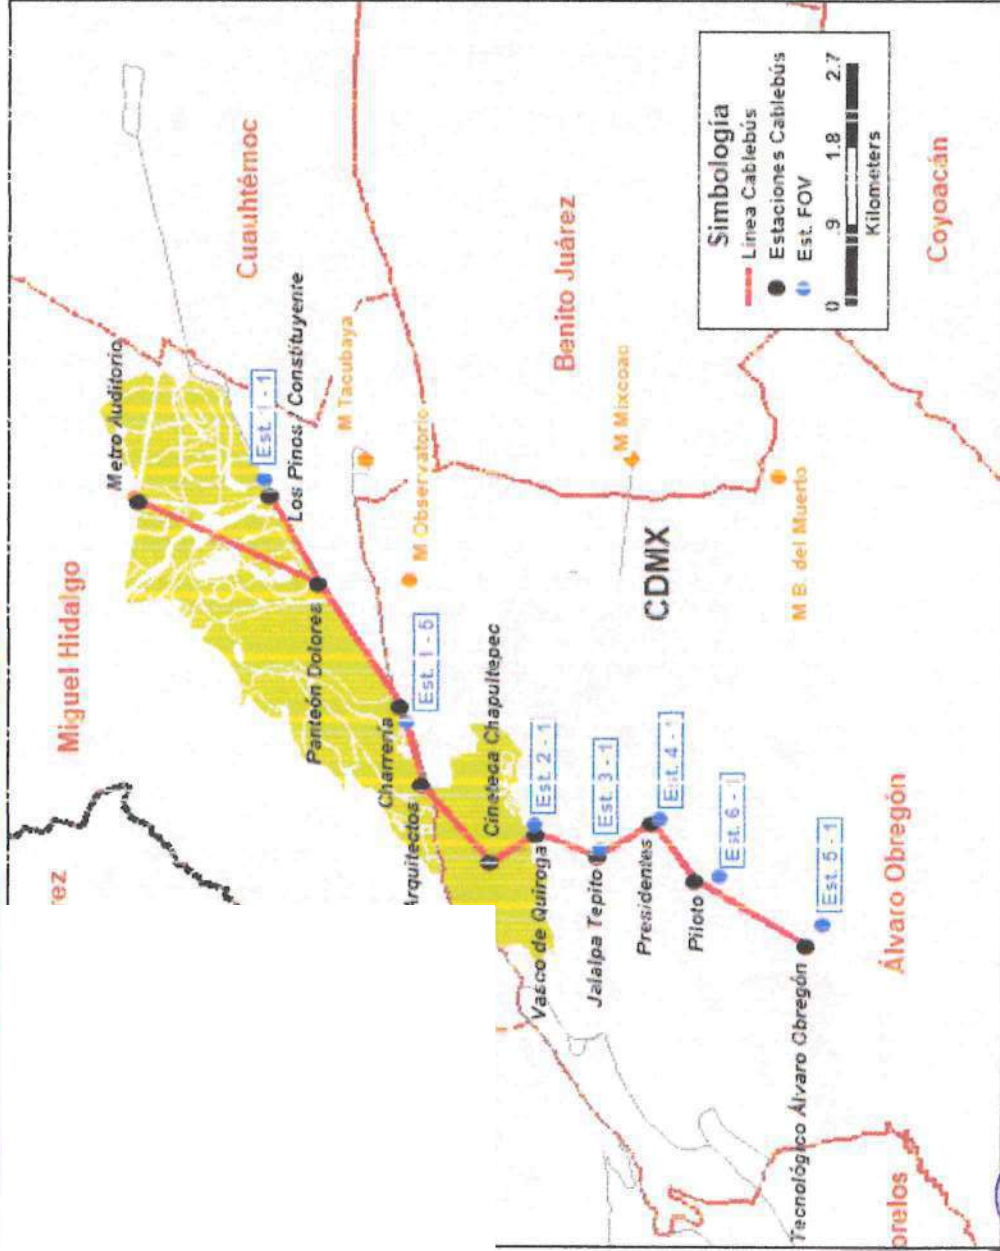 Miguel Hidalgo
Cuauhtémoc
Metro Auditorio
Est. 1 - 1
Los Pinos / Constituyente
M Tacubaya
M Observatorio
Panteón Dolores
Est. 1 - 5
Charrería
Arquitectos
Cineteca Chapultepec
Benito Juárez
M Mixcoac
CDMX
M B. del Muerto
Vasco de Quiroga
Est. 2 - 1
Jalalpa Tepito
Est. 3 - 1
Presidentes
Est. 4 - 1
Piloto
Est. 6 - 1
Est. 5 - 1
Tecnológico Álvaro Obregón
Álvaro Obregón
Coyoacán
rez
orelos
Simbología
Línea Cablebús
Estaciones Cablebús
Est. FOV
0 .9 1.8 2.7
Kilometers